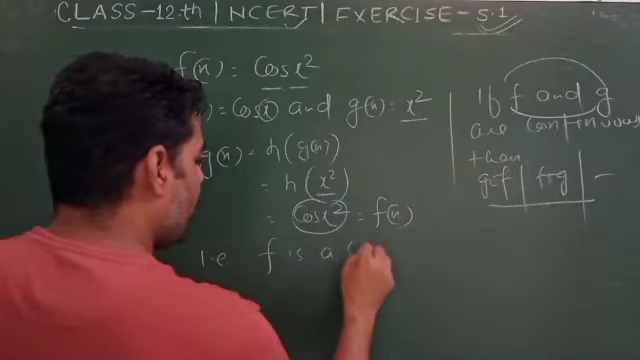 CLASS-12th | NCERT | EXERCISE-5.1
f(x) = Cos x²
) = Cos(x) and g(x) = x²
g(x) = h(g(x))
= h(x²)
= Cos x² = f(x)
i.e f is a
If f and g
are continuous
then
gof | fog | –